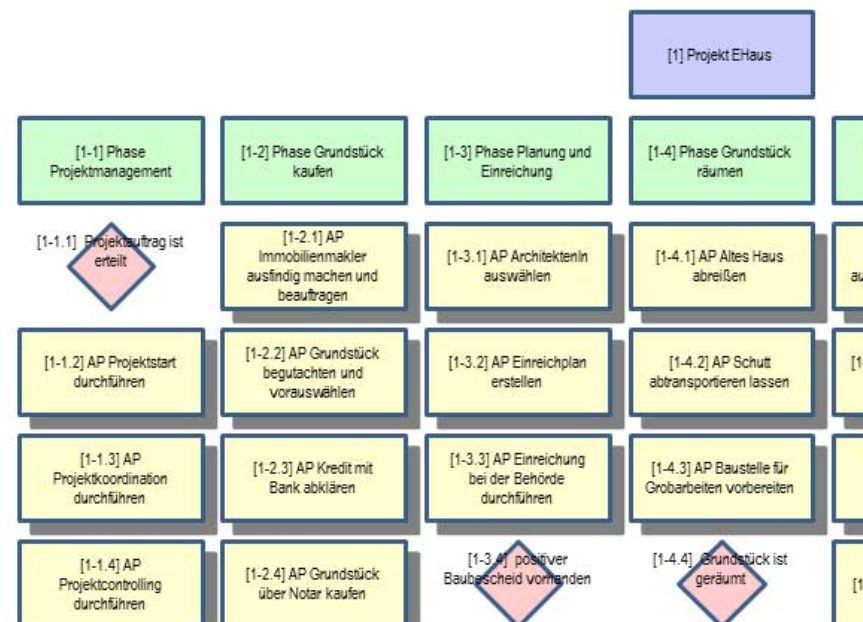 [1] Projekt EHaus
[1-1] Phase
Projektmanagement
[1-2] Phase Grundstück
kaufen
[1-3] Phase Planung und
Einreichung
[1-4] Phase Grundstück
räumen
[1-1.1] Projektauftrag ist
erteilt
[1-2.1] AP
Immobilienmakler
ausfindig machen und
beauftragen
[1-3.1] AP ArchitektenIn
auswählen
[1-4.1] AP Altes Haus
abreißen
au
[1-1.2] AP Projektstart
durchführen
[1-2.2] AP Grundstück
begutachten und
vorauswählen
[1-3.2] AP Einreichplan
erstellen
[1-4.2] AP Schutt
abtransportieren lassen
[1-
[1-1.3] AP
Projektkoordination
durchführen
[1-2.3] AP Kredit mit
Bank abklären
[1-3.3] AP Einreichung
bei der Behörde
durchführen
[1-4.3] AP Baustelle für
Grobarbeiten vorbereiten
[1-1.4] AP
Projektcontrolling
durchführen
[1-2.4] AP Grundstück
über Notar kaufen
[1-3.4] positiver
Baubescheid vorhanden
[1-4.4] Grundstück ist
geräumt
[1